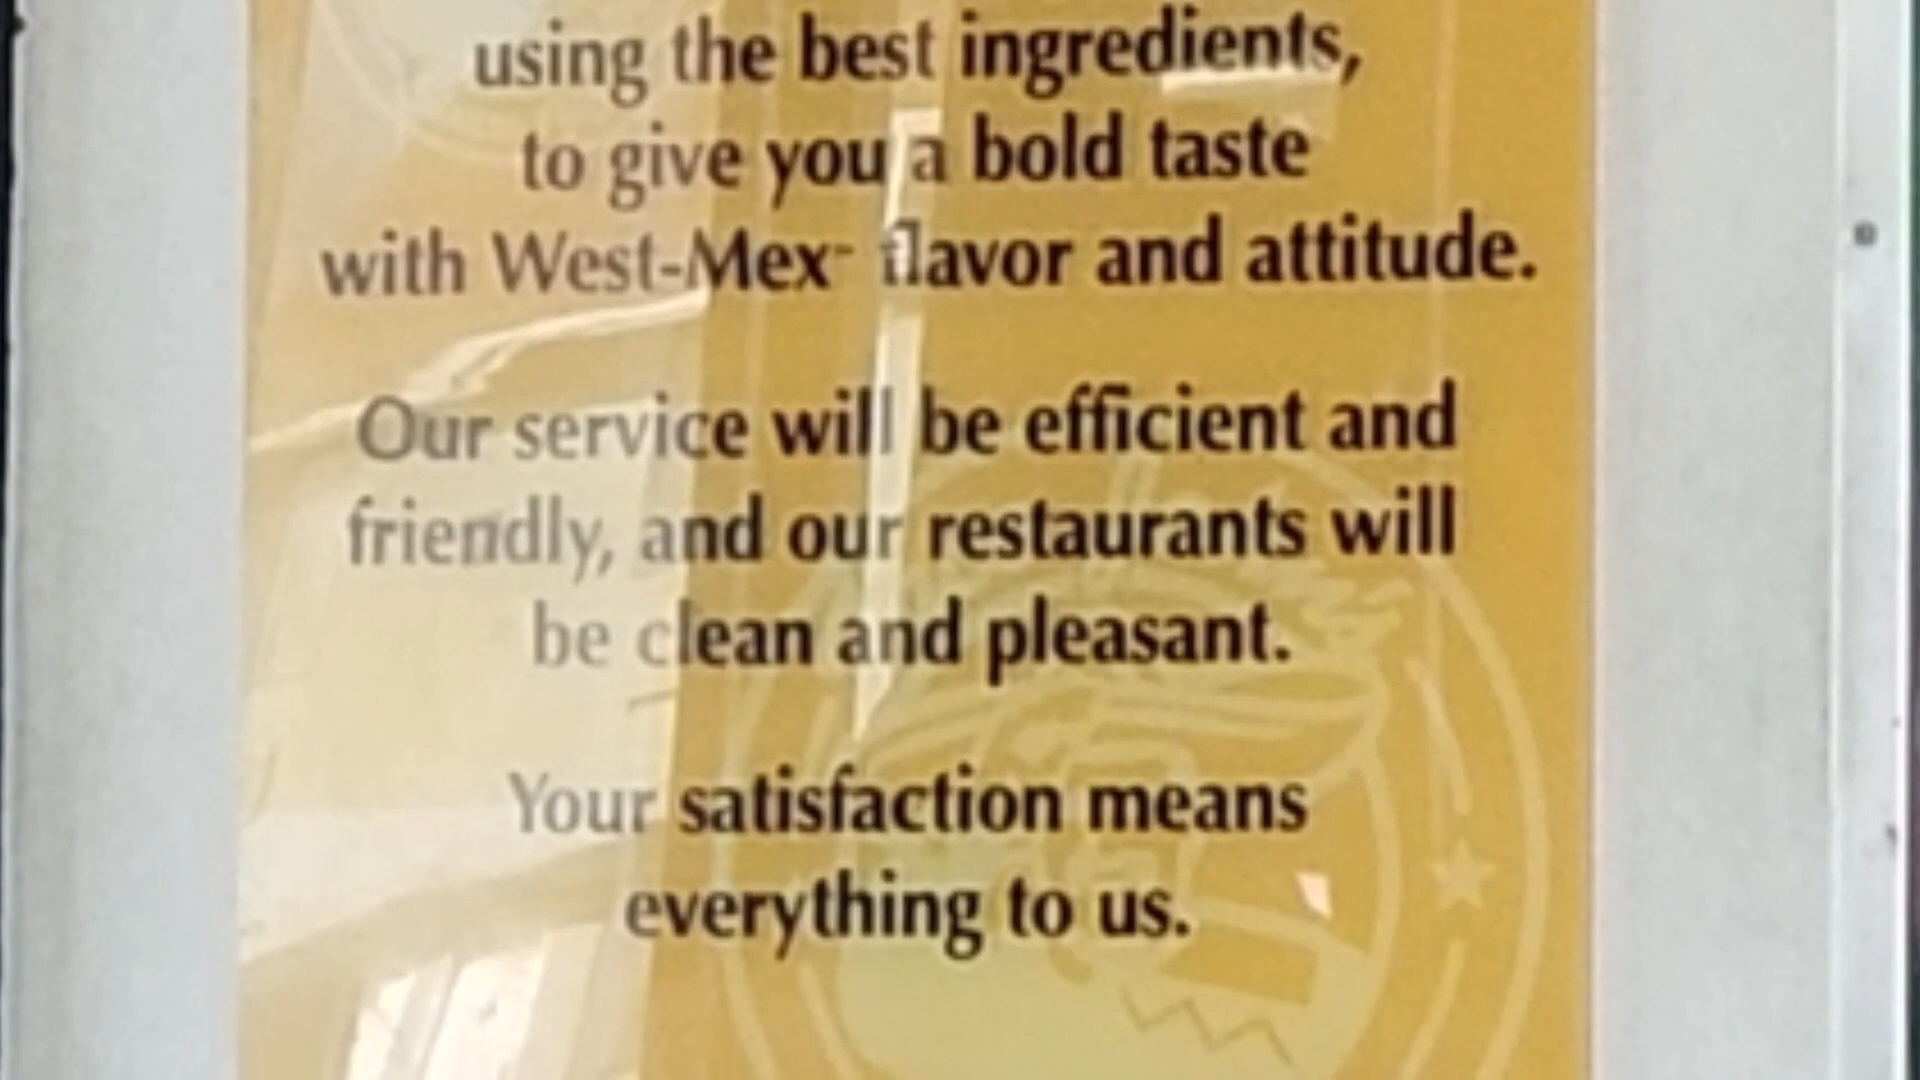 using the best ingredients,
to give you a bold taste
with West-Mex™ flavor and attitude.
Our service will be efficient and
friendly, and our restaurants will
be clean and pleasant.
Your satisfaction means
everything to us.